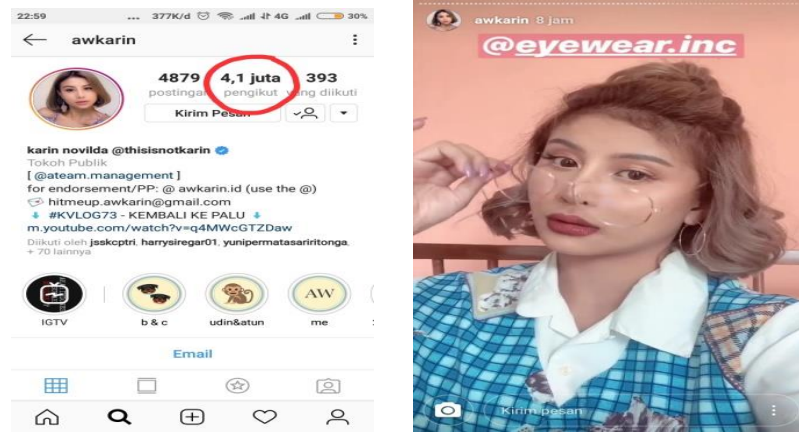 22:59
... 377K/d 4G 30%
awkarin
4879 4,1 juta 393
postingan pengikut yang diikuti
Kirim Pesan
karin novilda @thisisnotkarin
Tokoh Publik
[ @ateam.management ]
for endorsement/PP: @ awkarin.id (use the @)
hitmeup.awkarin@gmail.com
#KVLOG73 - KEMBALI KE PALU
m.youtube.com/watch?v=q4MWcGTZDaw
Diikuti oleh jsskcptri, harrysiregar01, yunipermatasariritonga,
+ 70 lainnya
AW
IGTV b & c udin&atun me
Email
awkarin 8 jam
@eyewear.inc
Kirim pesan